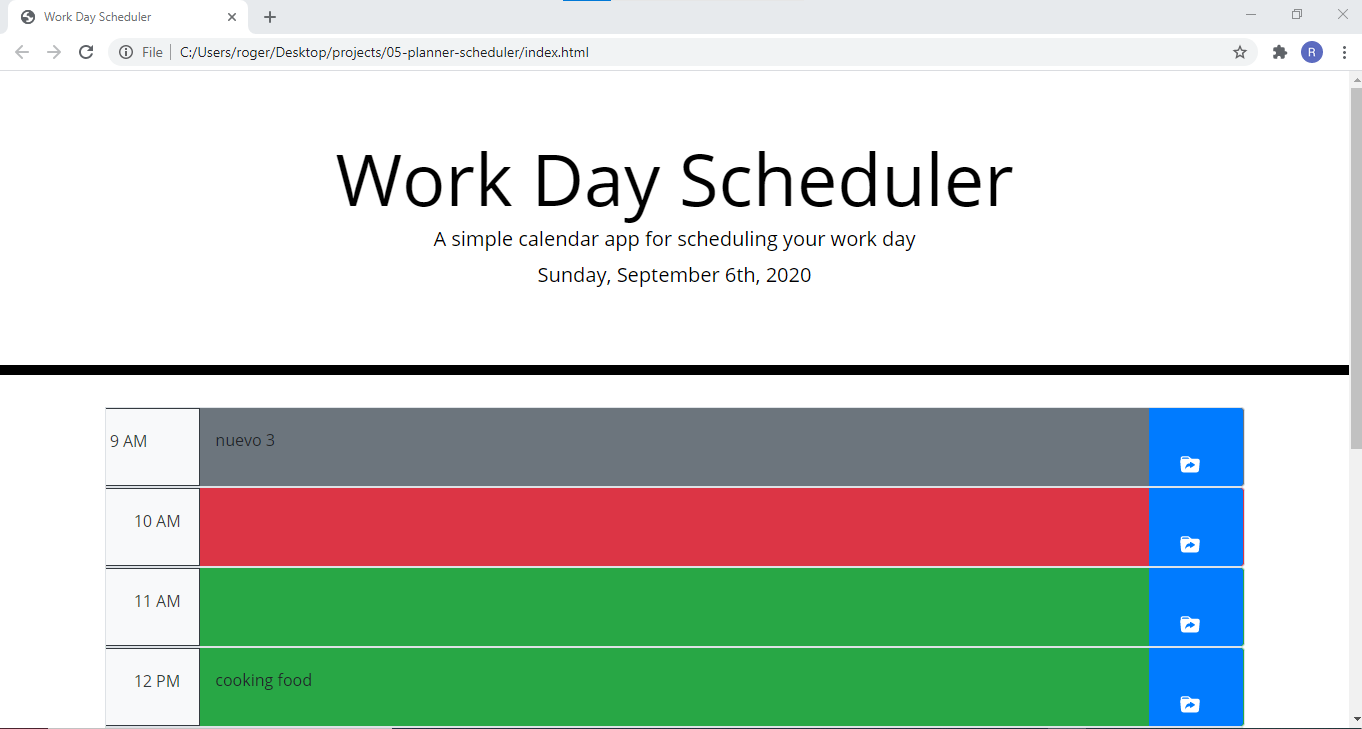 Work Day Scheduler
File C:/Users/roger/Desktop/projects/05-planner-scheduler/index.html
R
Work Day Scheduler
A simple calendar app for scheduling your work day
Sunday, September 6th, 2020
9 AM nuevo 3
10 AM
11 AM
12 PM cooking food